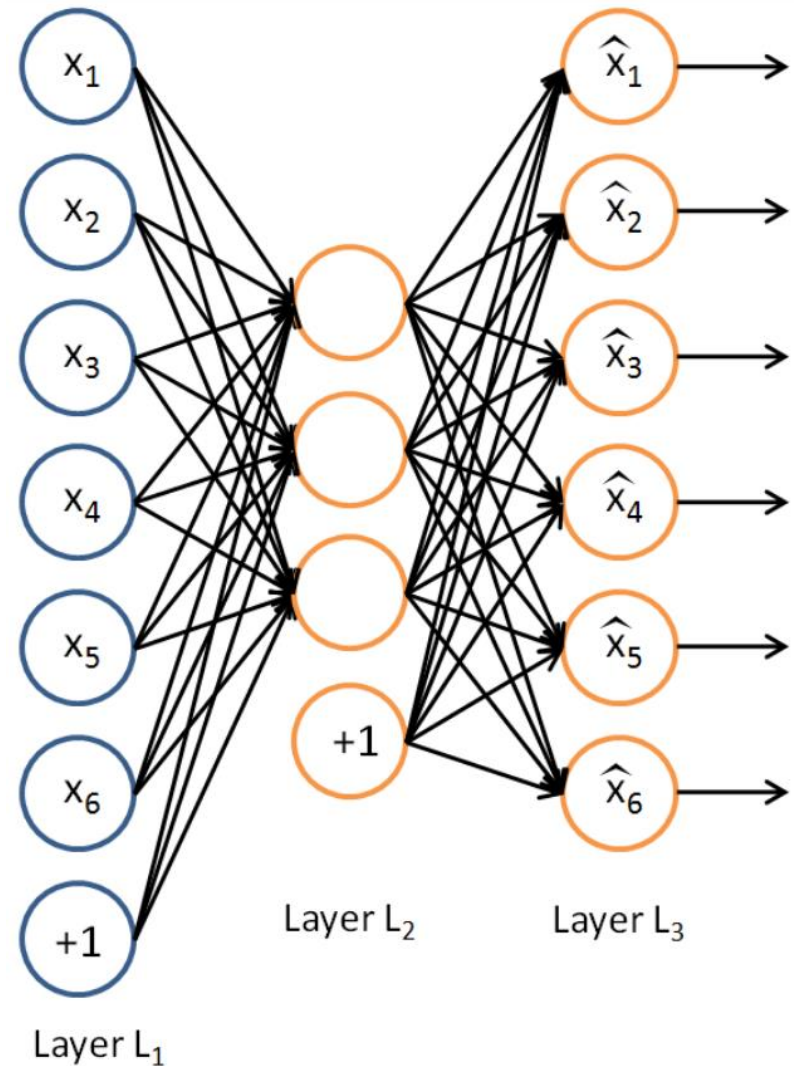 x₁
x₂
x₃
x₄
x₅
x₆
+1
Layer L₁
+1
Layer L₂
x̂₁
x̂₂
x̂₃
x̂₄
x̂₅
x̂₆
Layer L₃